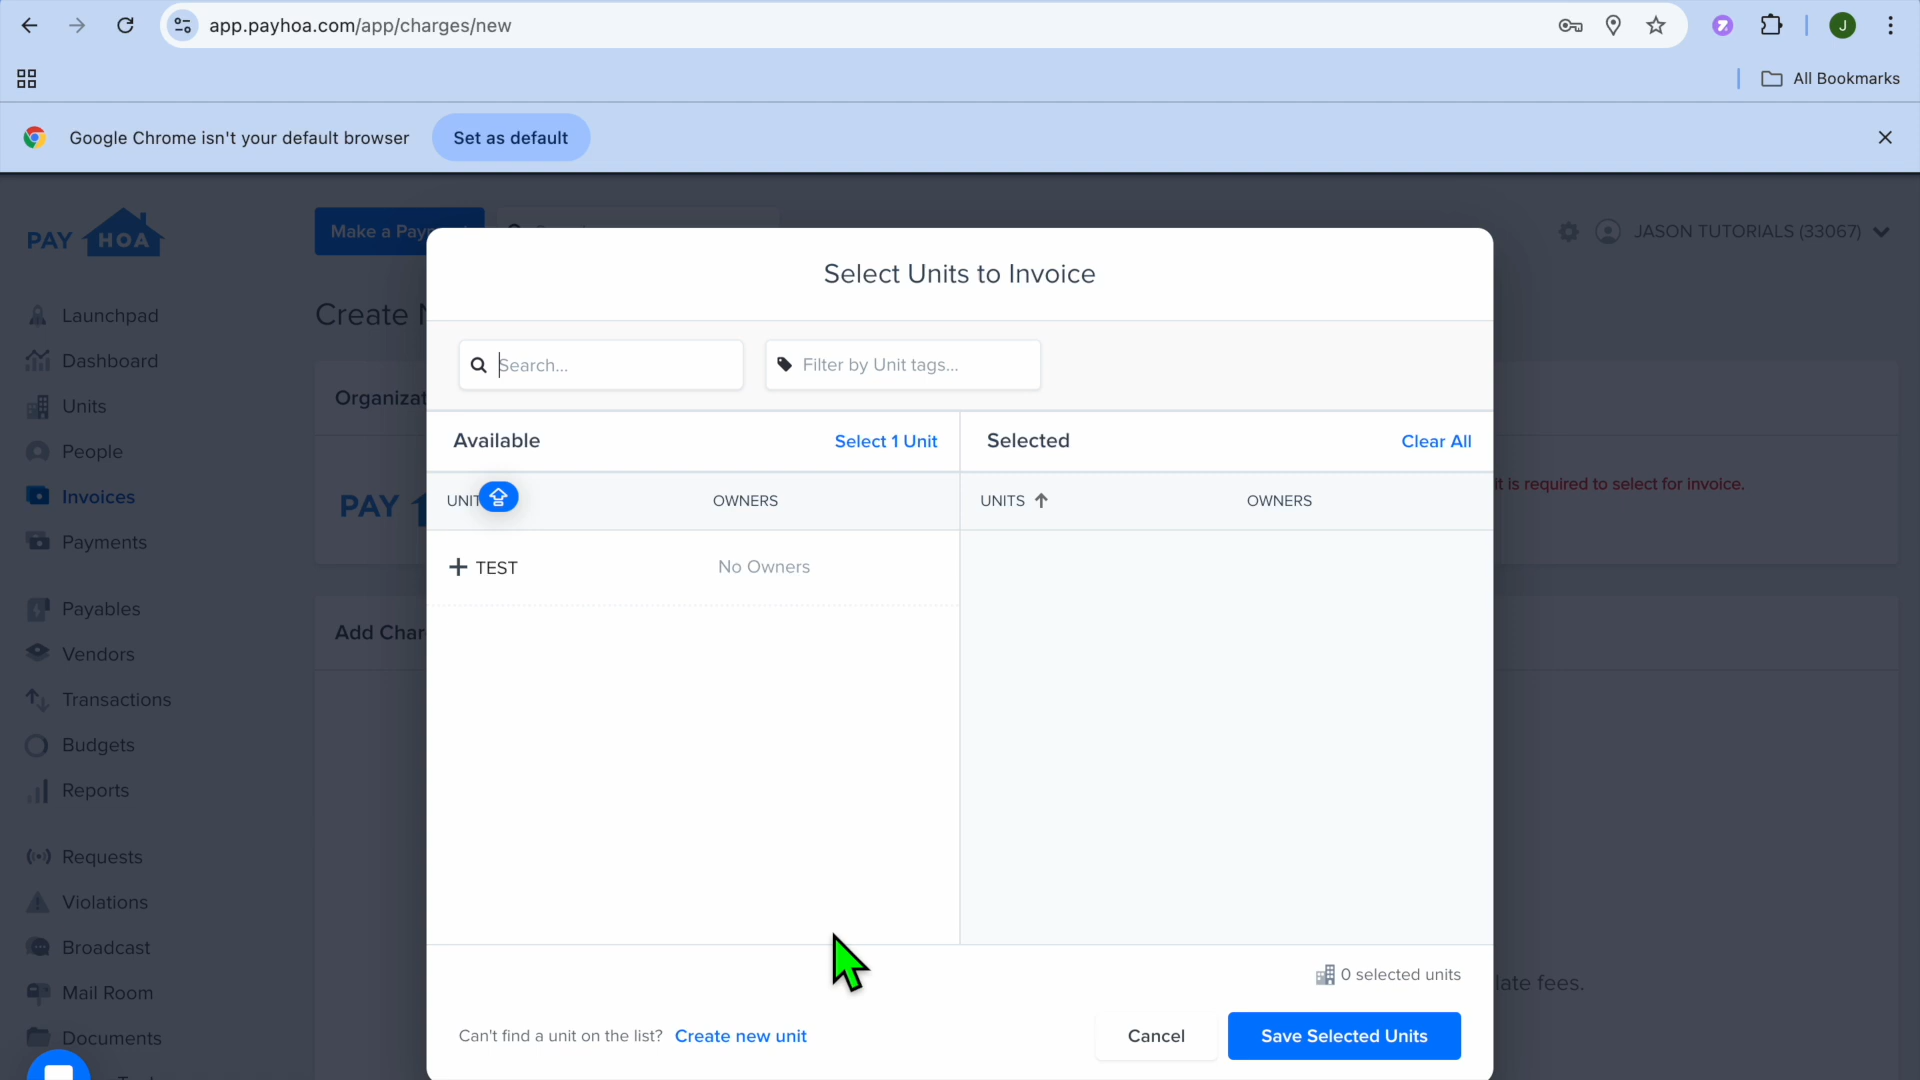 app.payhoa.com/app/charges/new
All Bookmarks
Google Chrome isn't your default browser
Set as default
PAY HOA
Make a Pay
JASON TUTORIALS (33067)
J
Launchpad
Dashboard
Units
People
Invoices
Payments
Payables
Vendors
Transactions
Budgets
Reports
Requests
Violations
Broadcast
Mail Room
Documents
Create
Organizat
PAY
it is required to select for invoice.
Add Char
late fees.
Select Units to Invoice
Search...
Filter by Unit tags...
Available
Select 1 Unit
Selected
Clear All
UNIT
OWNERS
UNITS
OWNERS
TEST
No Owners
0 selected units
Can't find a unit on the list? Create new unit
Cancel
Save Selected Units